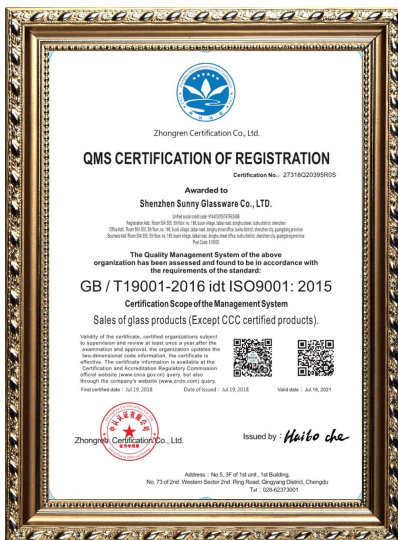 Zhongren Certification Co., Ltd.
QMS CERTIFICATION OF REGISTRATION
Certification No.: 27318Q20395R0S
Awarded to
Shenzhen Sunny Glassware Co., LTD.
The Quality Management System of the above
organization has been assessed and found to be in accordance with
the requirements of the standard:
GB / T19001-2016 idt ISO9001: 2015
Certification Scope of the Management System
Sales of glass products (Except CCC certified products).
Validity of the certificate, certified organizations subject
to supervision and review at least once a year,after the
examination and approval, the organization updates the
two-dimensional code information, the certificate is
effective. The certificate information is available at the
Certification and Accreditation Regulatory Commission
official website (www.cnca.gov.cn) query, but also
through the company's website (www.zrcln.com) query.
First certified date : Jul.19, 2018 Date of Issued : Jul.19, 2018 Valid date : Jul.18, 2021
Zhongren Certification Co., Ltd.
证书专用章
Issued by : Haibo che
Address : No.5, 3F of 1st unit , 1st Building,
No. 73 of 2nd Western Sector 2nd Ring Road, Qingyang District, Chengdu
Tel : 028-62373001